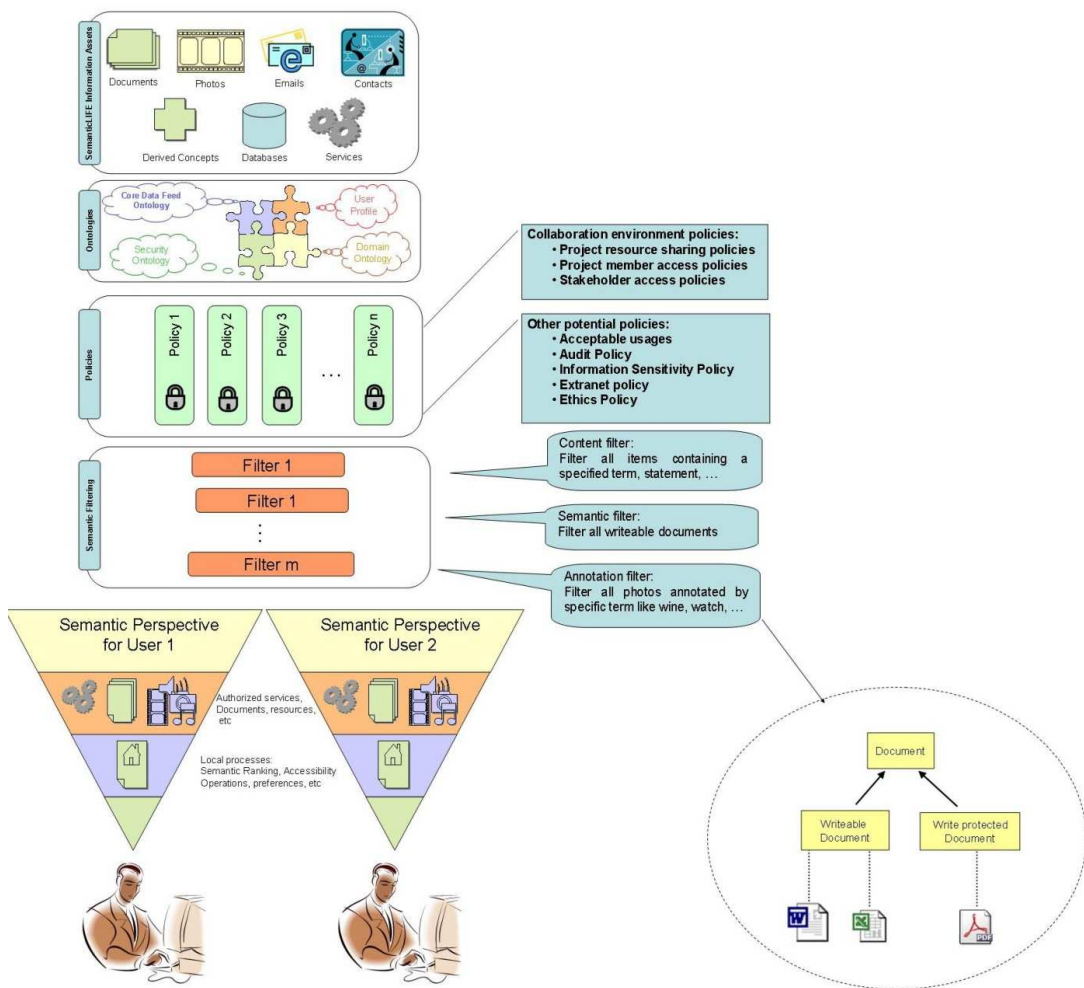 SemanticLIFE Information Assets
Documents
Photos
Emails
Contacts
Derived Concepts
Databases
Services
Ontologies
Core Data Feed
Ontology
User
Profile
Security
Ontology
Domain
Ontology
Policies
Policy 1
Policy 2
Policy 3
...
Policy n
Collaboration environment policies:
• Project resource sharing policies
• Project member access policies
• Stakeholder access policies
Other potential policies:
• Acceptable usages
• Audit Policy
• Information Sensitivity Policy
• Extranet policy
• Ethics Policy
Semantic Filtering
Filter 1
Filter 1
⋮
Filter m
Content filter:
Filter all items containing a
specified term, statement, …
Semantic filter:
Filter all writeable documents
Annotation filter:
Filter all photos annotated by
specific term like wine, watch, …
Semantic Perspective
for User 1
Semantic Perspective
for User 2
Authorized services,
Documents, resources,
etc
Local processes:
Semantic Ranking, Accessibility
Operations, preferences, etc
Document
Writeable
Document
Write protected
Document
W
X
PDF